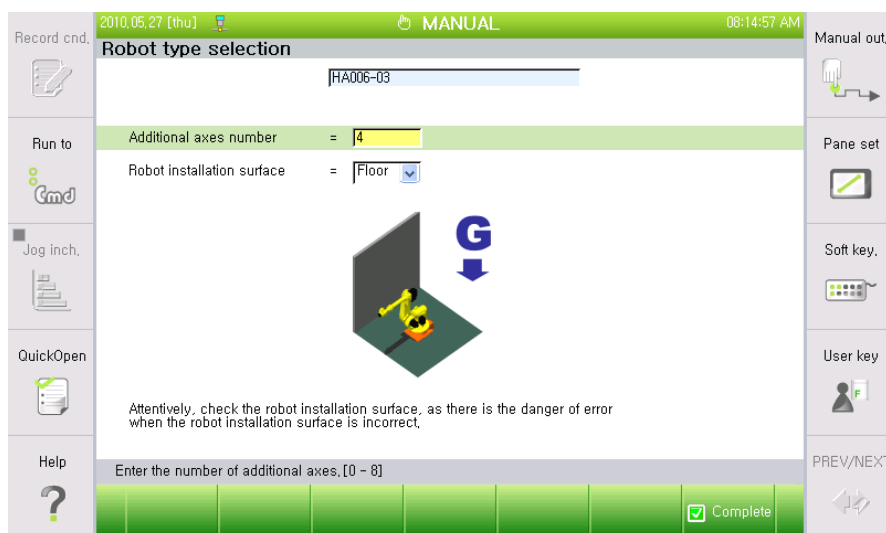 Record cnd.
2010.05.27 [thu] MANUAL 08:14:57 AM
Manual out.
Robot type selection
HA006-03
Run to
Additional axes number = 4
Pane set
Robot installation surface = Floor
Cmd
G
Jog inch.
Soft key.
QuickOpen
User key
F
Attentively, check the robot installation surface, as there is the danger of error
when the robot installation surface is incorrect.
Help
Enter the number of additional axes.[0 - 8]
PREV/NEXT
Complete